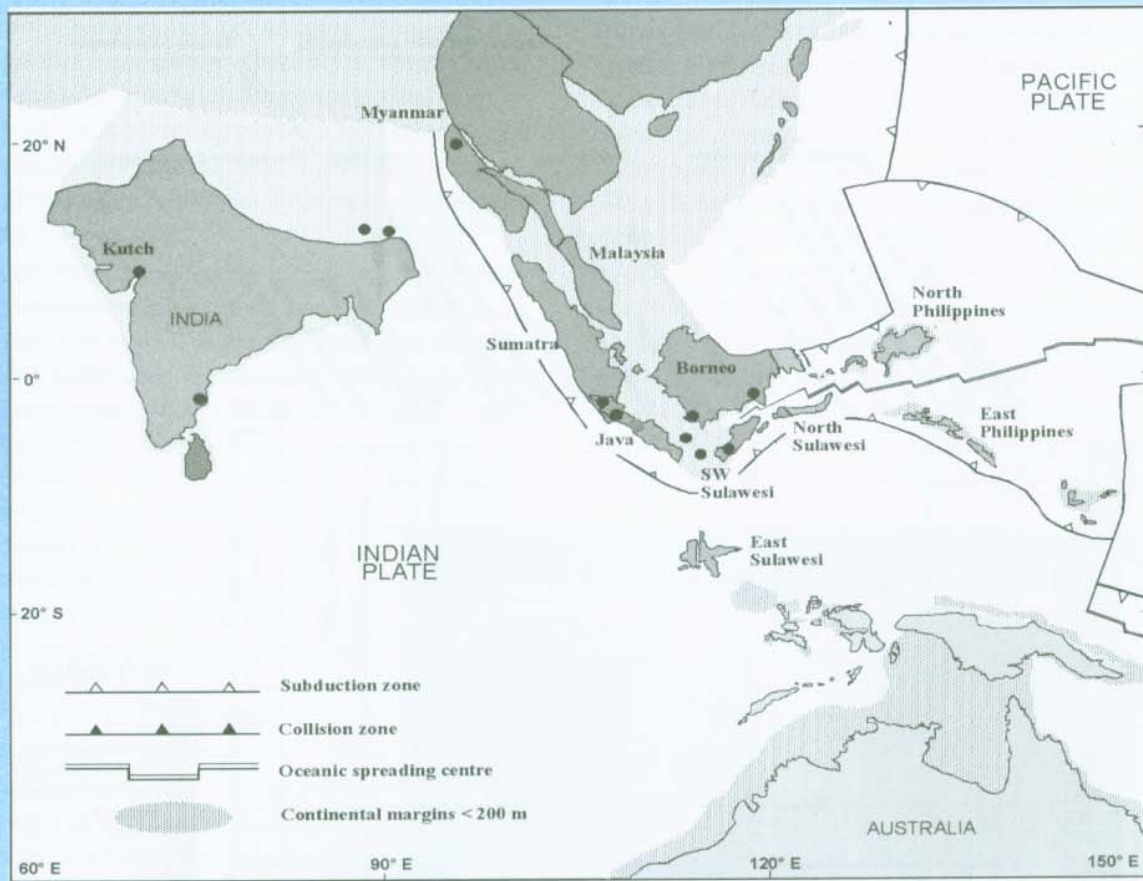 PACIFIC
PLATE
Myanmar
20° N
Kutch
Malaysia
INDIA
North
Philippines
Sumatra
Borneo
0°
East
Philippines
North
Sulawesi
Java
SW
Sulawesi
INDIAN
PLATE
East
Sulawesi
20° S
Subduction zone
Collision zone
Oceanic spreading centre
Continental margins < 200 m
AUSTRALIA
60° E
90° E
120° E
150° E